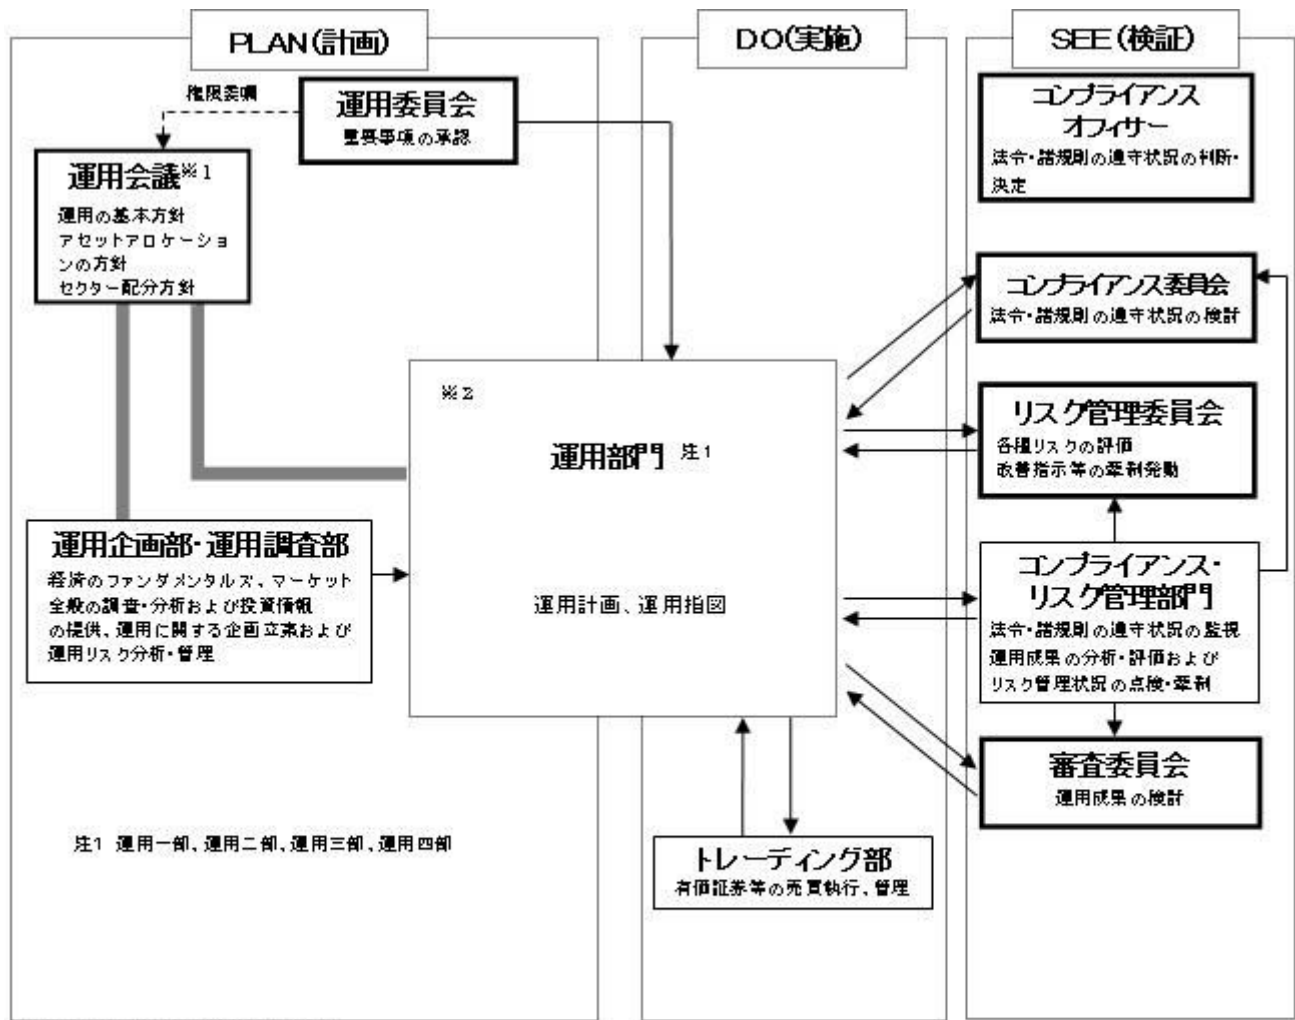 PLAN(計画)
DO(実施)
SEE(検証)
権限委嘱
運用委員会
重要事項の承認
運用会議※1
運用の基本方針
アセットアロケーショ
ンの方針
セクター配分方針
運用企画部・運用調査部
経済のファンダメンタルズ、マーケット
全般の調査・分析および投資情報
の提供、運用に関する企画立案および
運用リスク分析・管理
※2
運用部門 注1
運用計画、運用指図
注1 運用一部、運用二部、運用三部、運用四部
トレーディング部
有価証券等の売買執行、管理
コンプライアンス
オフィサー
法令・諸規則の遵守状況の判断・
決定
コンプライアンス委員会
法令・諸規則の遵守状況の検討
リスク管理委員会
各種リスクの評価
改善指示等の牽制発動
コンプライアンス・
リスク管理部門
法令・諸規則の遵守状況の監視
運用成果の分析・評価および
リスク管理状況の点検・牽制
審査委員会
運用成果の検討